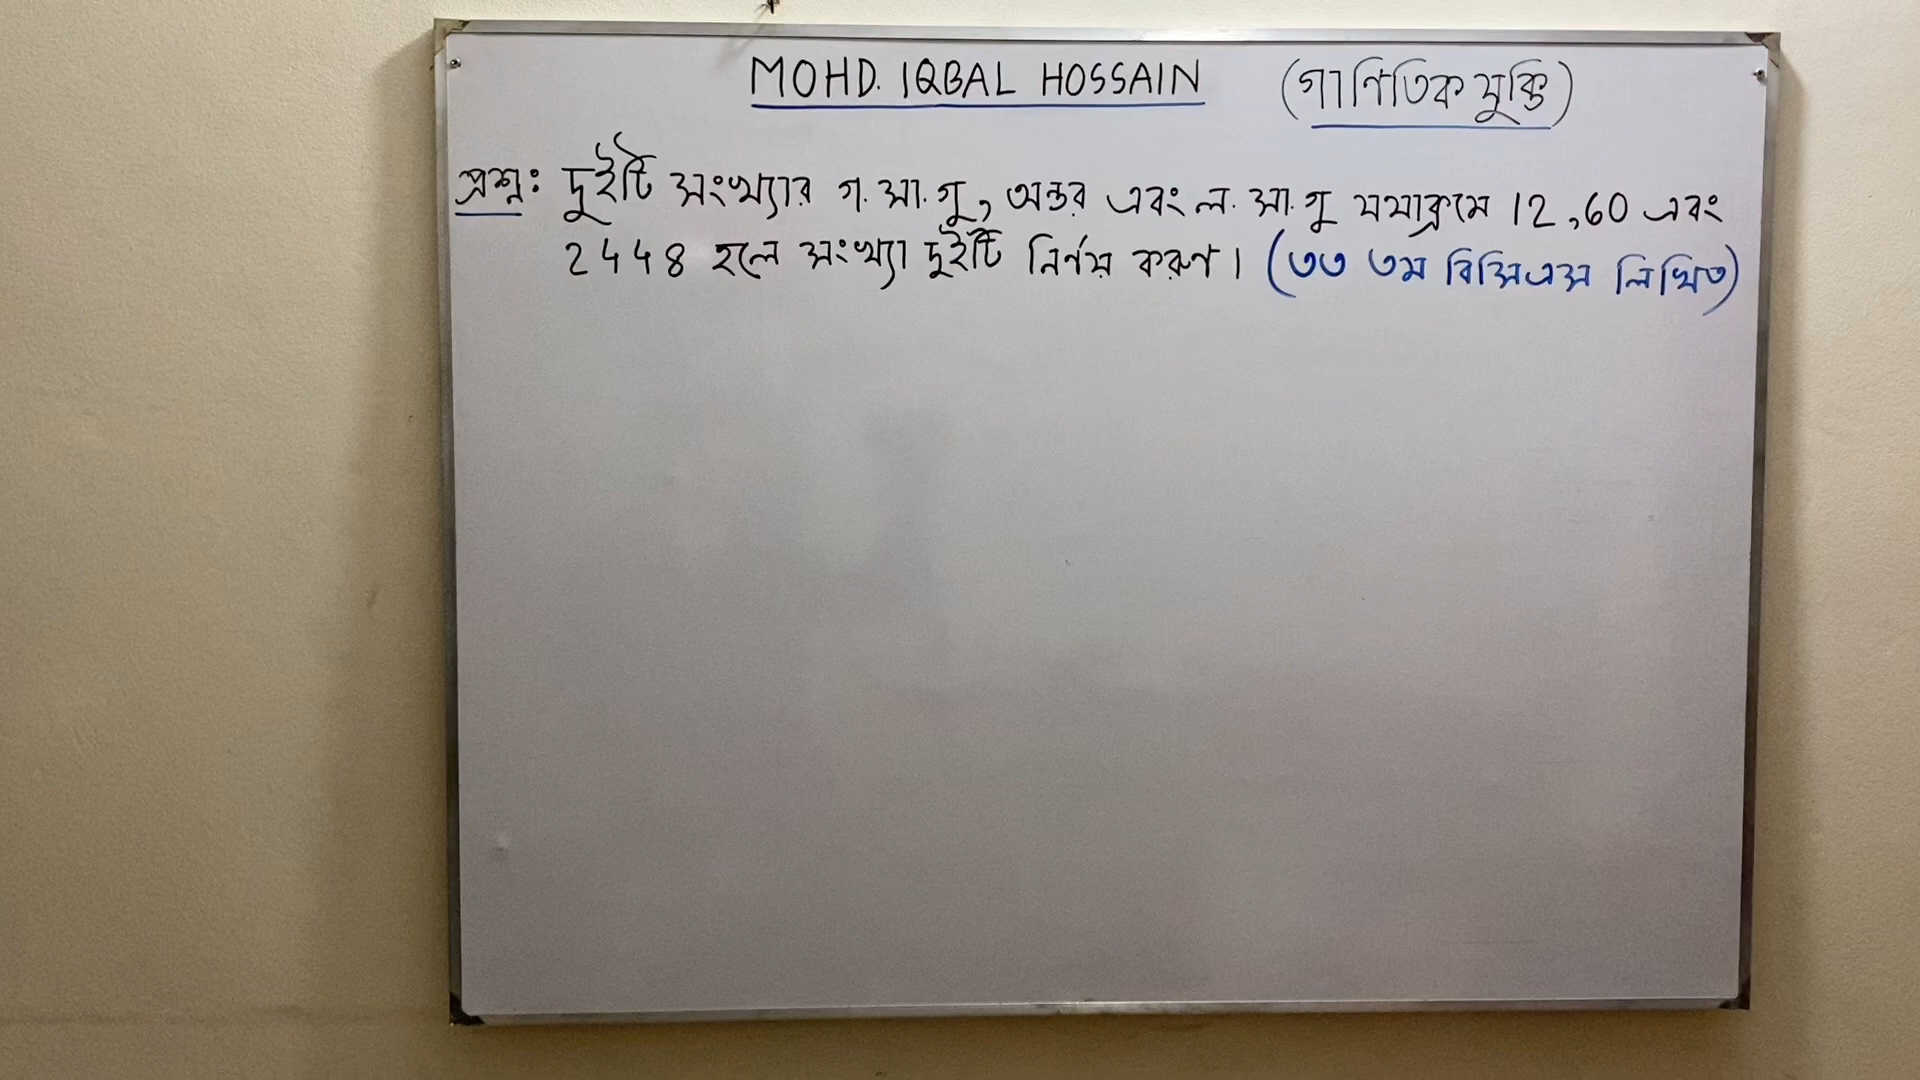 MOHD. IQBAL HOSSAIN (গাণিতিক যুক্তি)
প্রশ্ন: দুইটি সংখ্যার গ.সা.গু, অন্তর এবং ল.সা.গু যথাক্রমে 12, 60 এবং
2448 হলে সংখ্যা দুইটি নির্ণয় করুণ। (৩৩ তম বিসিএস লিখিত)